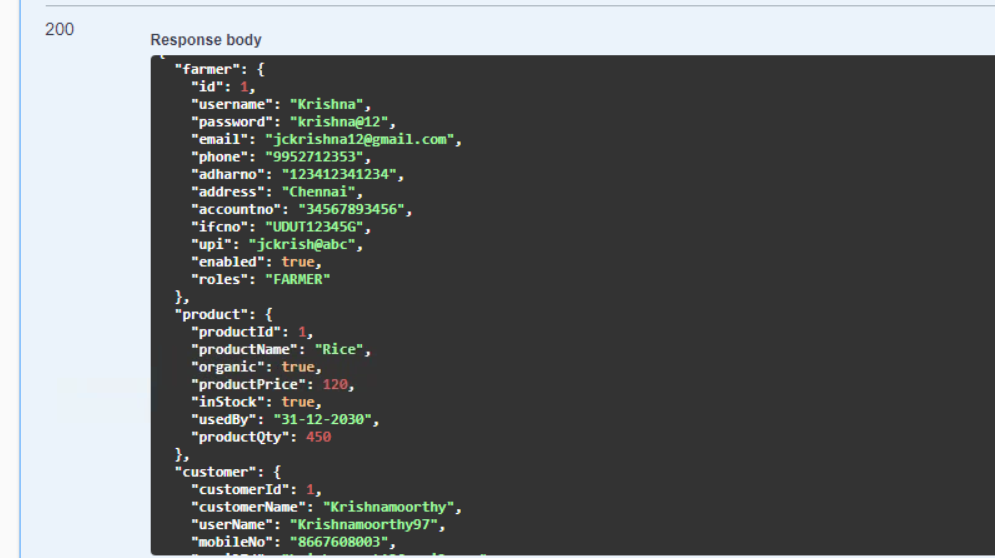 200
Response body
"farmer": {
"id": 1,
"username": "Krishna",
"password": "krishna@12",
"email": "jckrishna12@gmail.com",
"phone": "9952712353",
"adharno": "123412341234",
"address": "Chennai",
"accountno": "34567893456",
"ifcno": "UDUT12345G",
"upi": "jckrish@abc",
"enabled": true,
"roles": "FARMER"
},
"product": {
"productId": 1,
"productName": "Rice",
"organic": true,
"productPrice": 120,
"inStock": true,
"usedBy": "31-12-2030",
"productQty": 450
},
"customer": {
"customerId": 1,
"customerName": "Krishnamoorthy",
"userName": "Krishnamoorthy97",
"mobileNo": "8667608003",